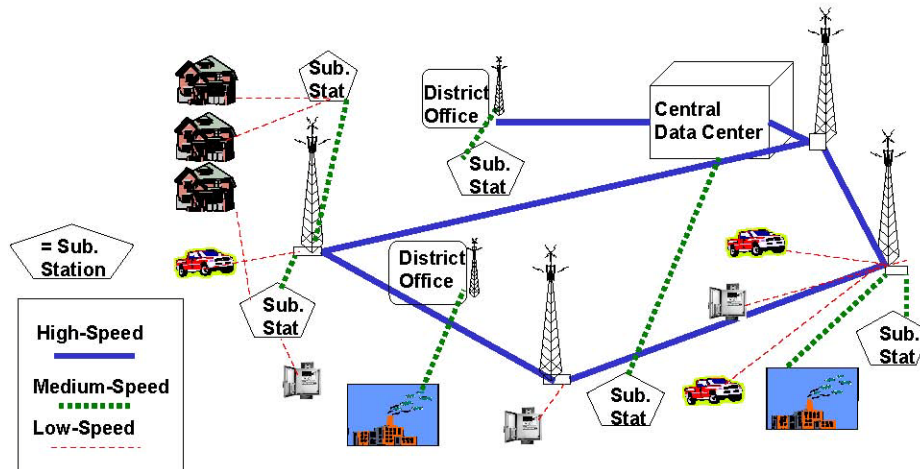 Sub.
Stat
District
Office
Central
Data Center
Sub.
Stat
= Sub.
Station
District
Office
Sub.
Stat
Sub.
Stat
Sub.
Stat
High-Speed
Medium-Speed
Low-Speed